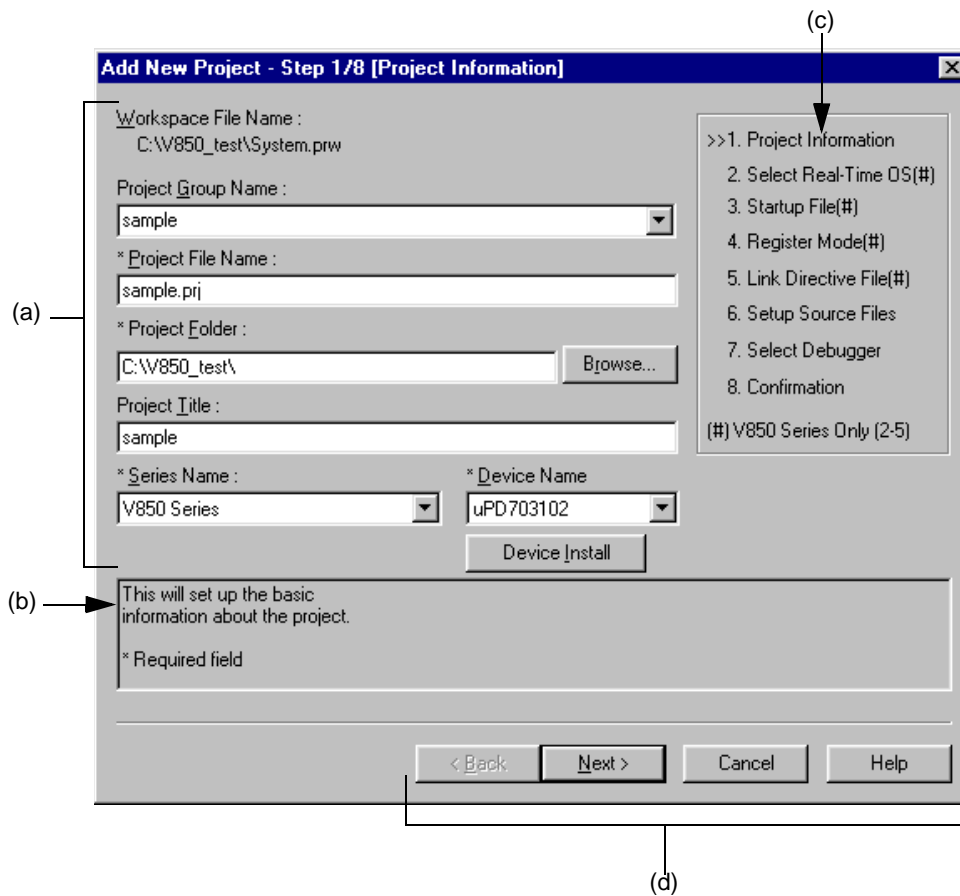 (c)
Add New Project - Step 1/8 [Project Information]
(a)
Workspace File Name :
C:\V850_test\System.prw
Project Group Name :
sample
* Project File Name :
sample.prj
* Project Folder :
C:\V850_test\
Browse...
Project Title :
sample
* Series Name :
V850 Series
* Device Name
uPD703102
Device Install
>>1. Project Information
2. Select Real-Time OS(#)
3. Startup File(#)
4. Register Mode(#)
5. Link Directive File(#)
6. Setup Source Files
7. Select Debugger
8. Confirmation
(#) V850 Series Only (2-5)
(b)
This will set up the basic
information about the project.
* Required field
< Back
Next >
Cancel
Help
(d)